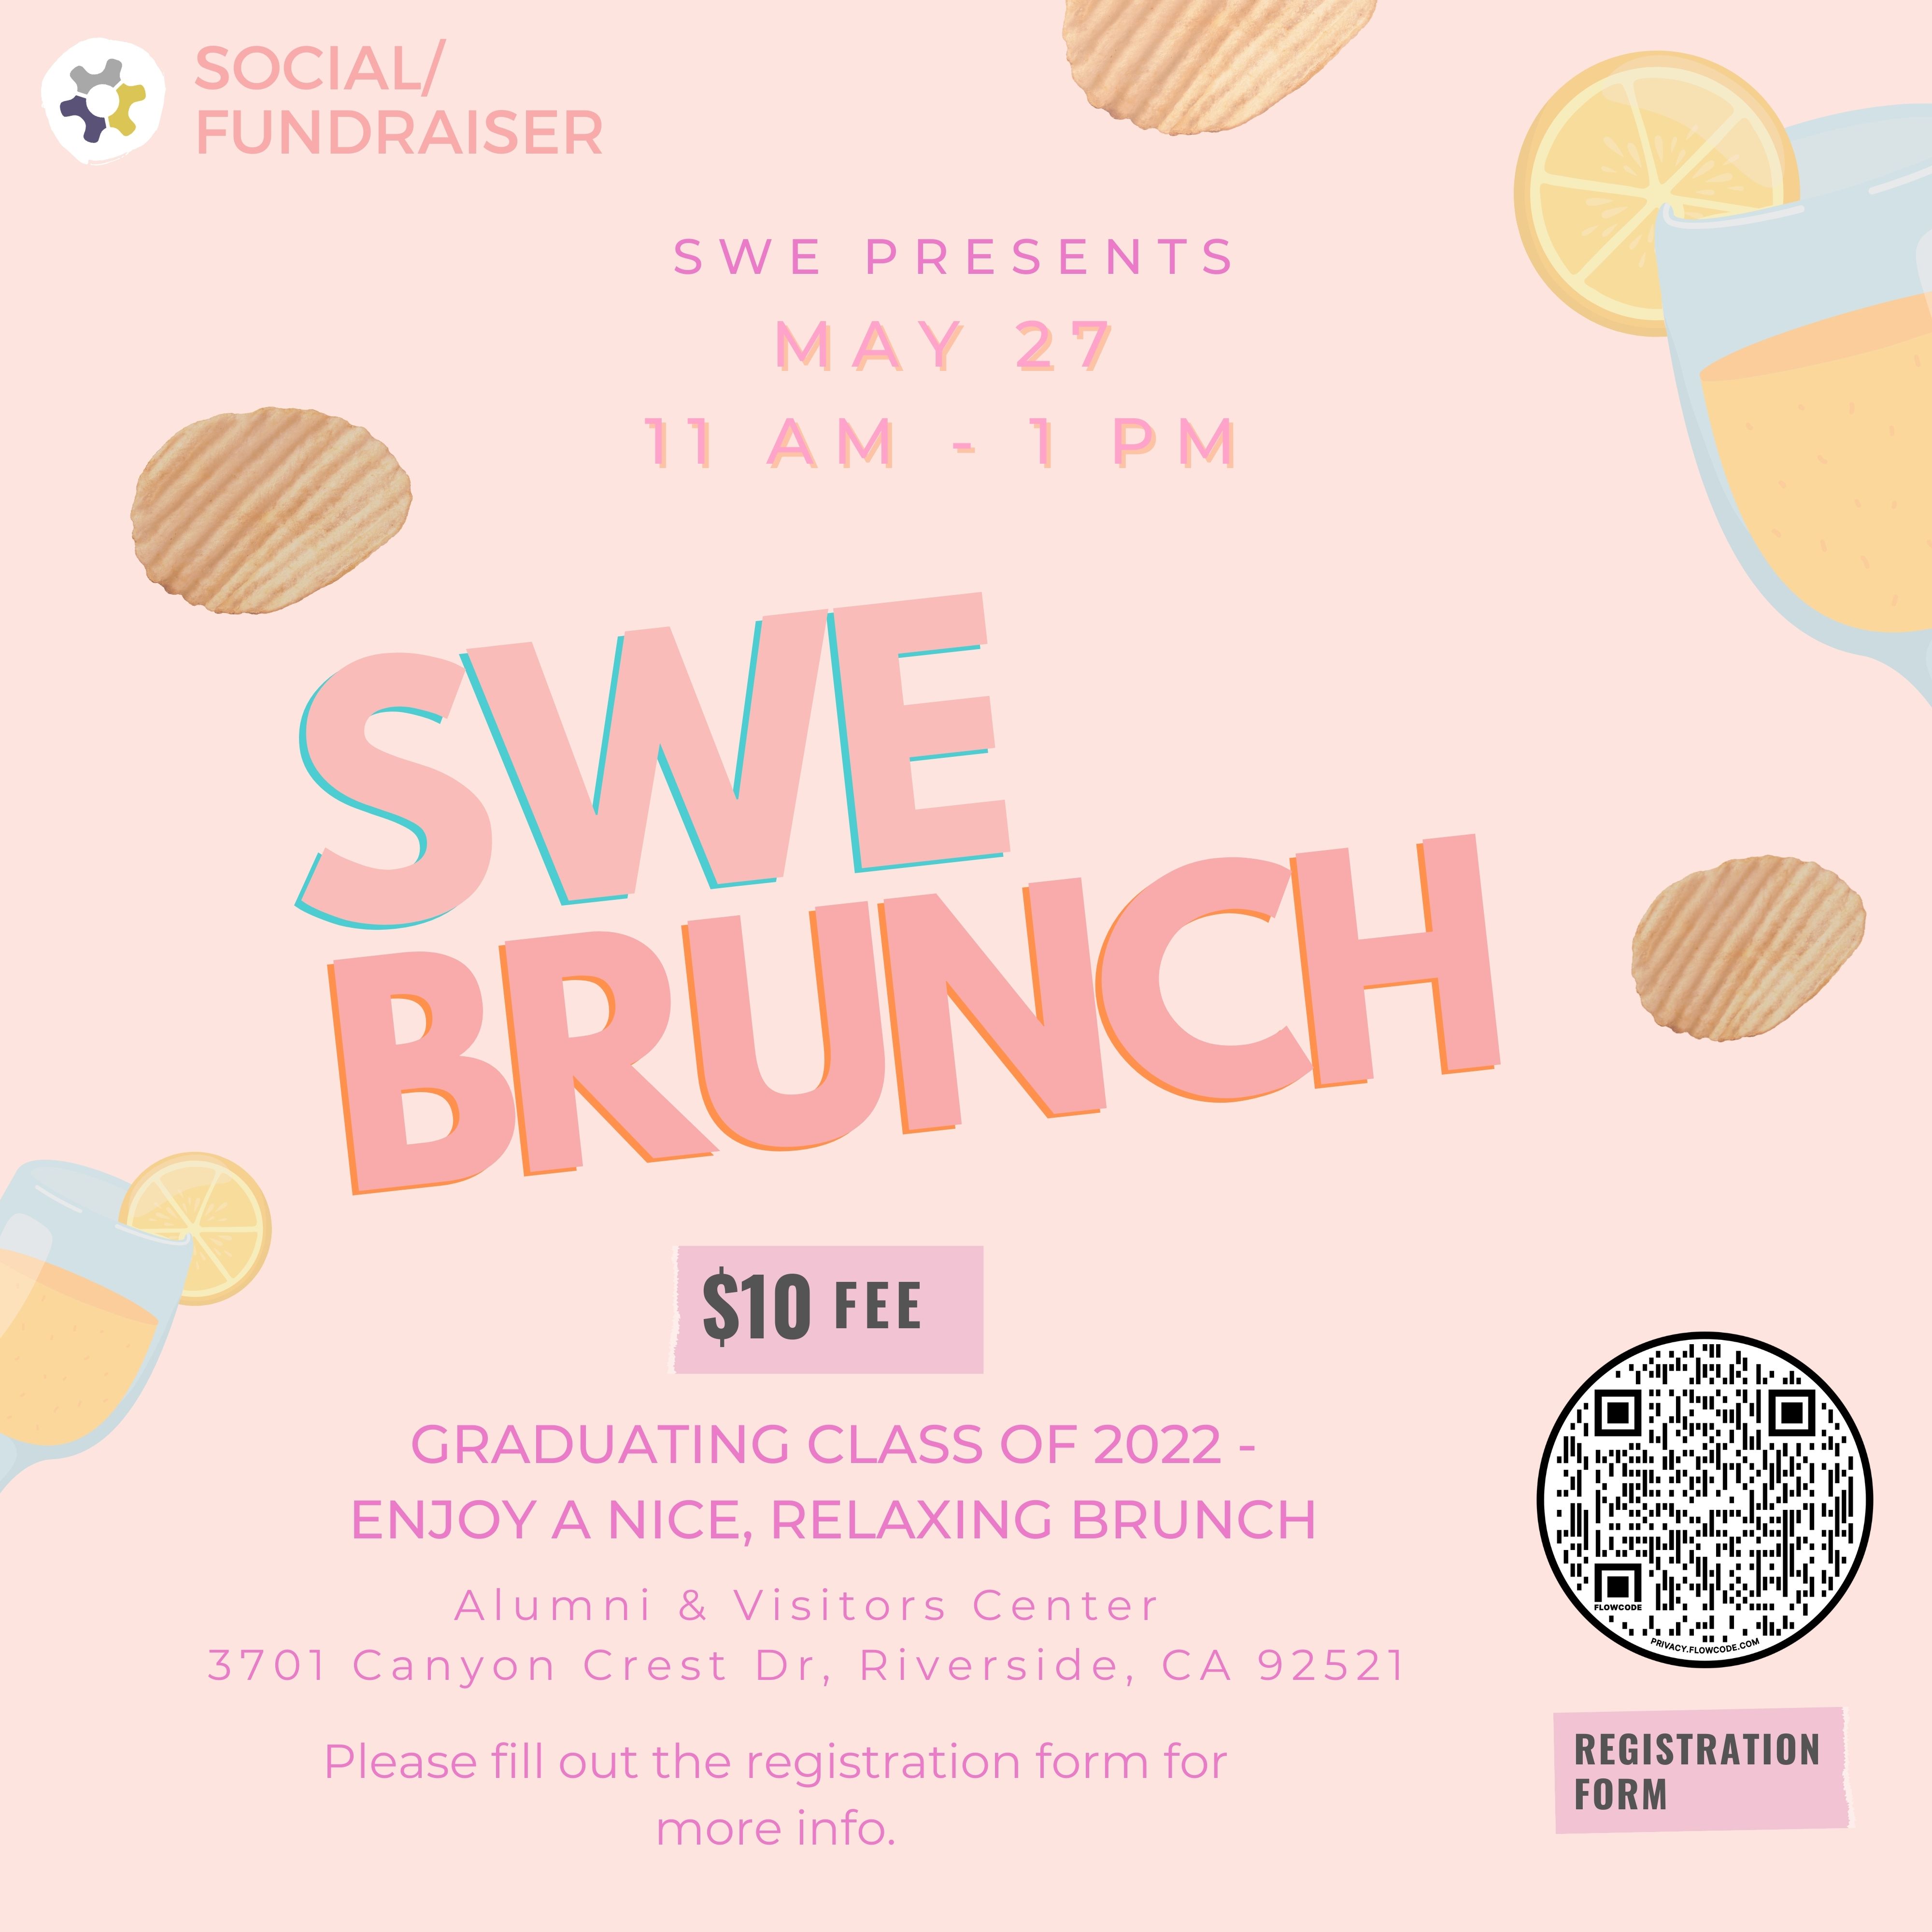 SOCIAL/
FUNDRAISER
SWE PRESENTS
MAY 27
11 AM - 1 PM
SWE
BRUNCH
$10 FEE
GRADUATING CLASS OF 2022 -
ENJOY A NICE, RELAXING BRUNCH
Alumni & Visitors Center
3701 Canyon Crest Dr, Riverside, CA 92521
Please fill out the registration form for
more info.
FLOWCODE
PRIVACY.FLOWCODE.COM
REGISTRATION
FORM